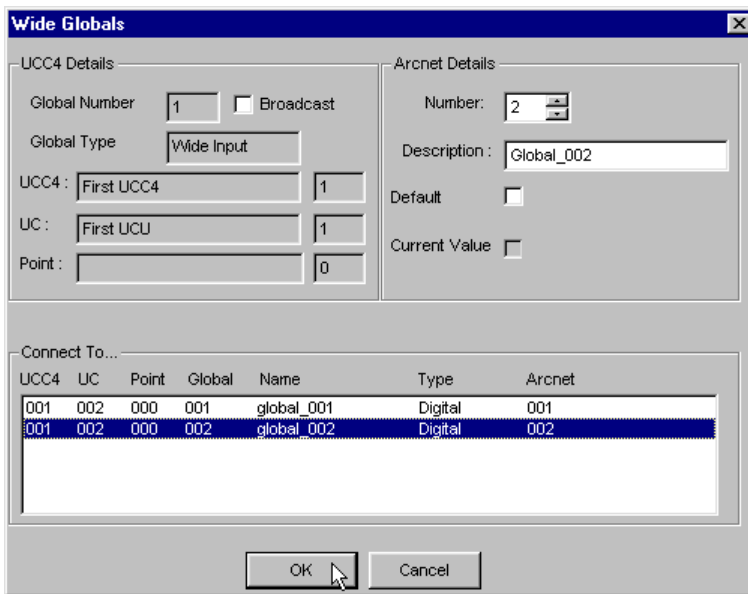 Wide Globals
UCC4 Details
Global Number 1 Broadcast
Global Type Wide Input
UCC4 : First UCC4 1
UC : First UCU 1
Point : 0
Arcnet Details
Number: 2
Description : Global_002
Default
Current Value
Connect To...
UCC4 UC Point Global Name Type Arcnet
001 002 000 001 global_001 Digital 001
001 002 000 002 global_002 Digital 002
OK Cancel